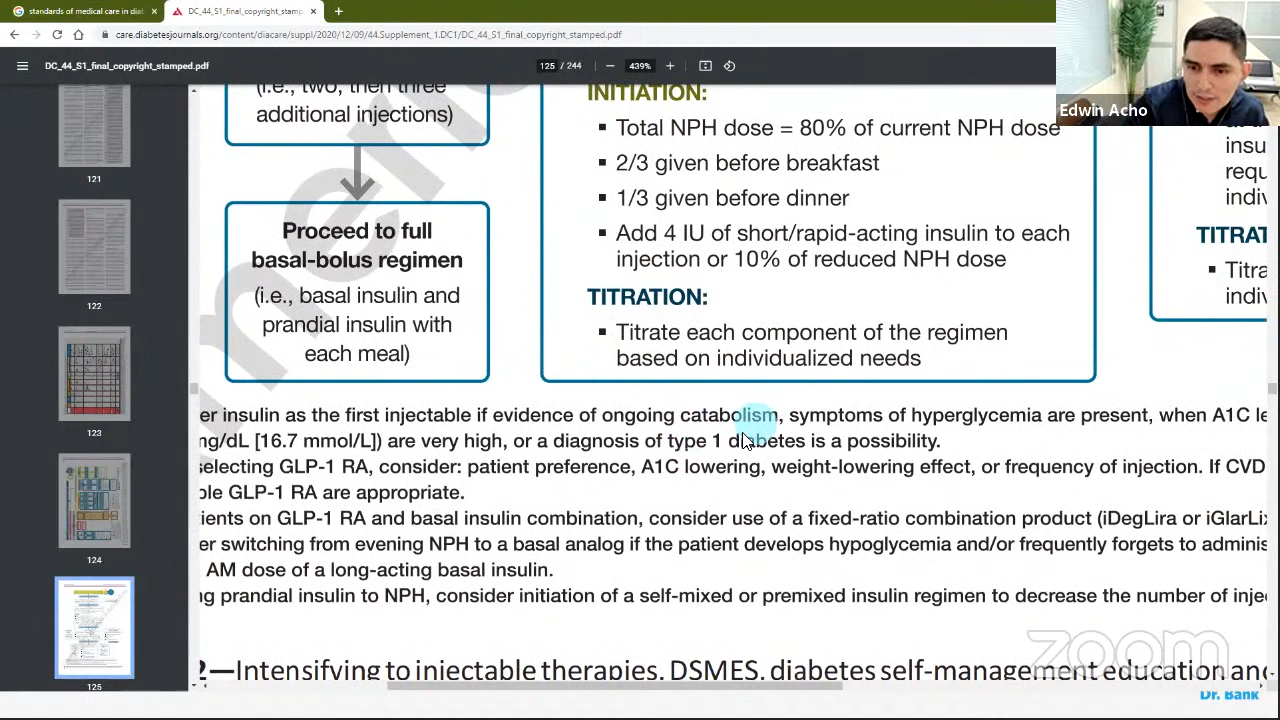 standards of medical care in diab
DC_44_S1_final_copyright_stamp
care.diabetesjournals.org/content/diacare/suppl/2020/12/09/44.Supplement_1.DC1/DC_44_S1_final_copyright_stamped.pdf
DC_44_S1_final_copyright_stamped.pdf
125 / 244
439%
Edwin Acho
121
122
123
124
125
(i.e., two, then three
additional injections)
Proceed to full
basal-bolus regimen
(i.e., basal insulin and
prandial insulin with
each meal)
INITIATION:
▪ Total NPH dose = 80% of current NPH dose
▪ 2/3 given before breakfast
▪ 1/3 given before dinner
▪ Add 4 IU of short/rapid-acting insulin to each
injection or 10% of reduced NPH dose
TITRATION:
▪ Titrate each component of the regimen
based on individualized needs
insu
requ
indiv
TITRAT
▪ Titra
indiv
er insulin as the first injectable if evidence of ongoing catabolism, symptoms of hyperglycemia are present, when A1C le
mg/dL [16.7 mmol/L]) are very high, or a diagnosis of type 1 diabetes is a possibility.
selecting GLP-1 RA, consider: patient preference, A1C lowering, weight-lowering effect, or frequency of injection. If CVD
ble GLP-1 RA are appropriate.
tients on GLP-1 RA and basal insulin combination, consider use of a fixed-ratio combination product (iDegLira or iGlarLix
er switching from evening NPH to a basal analog if the patient develops hypoglycemia and/or frequently forgets to adminis
AM dose of a long-acting basal insulin.
ng prandial insulin to NPH, consider initiation of a self-mixed or premixed insulin regimen to decrease the number of injec
2—Intensifying to injectable therapies. DSMES, diabetes self-management education and
zoom
Dr. Bank